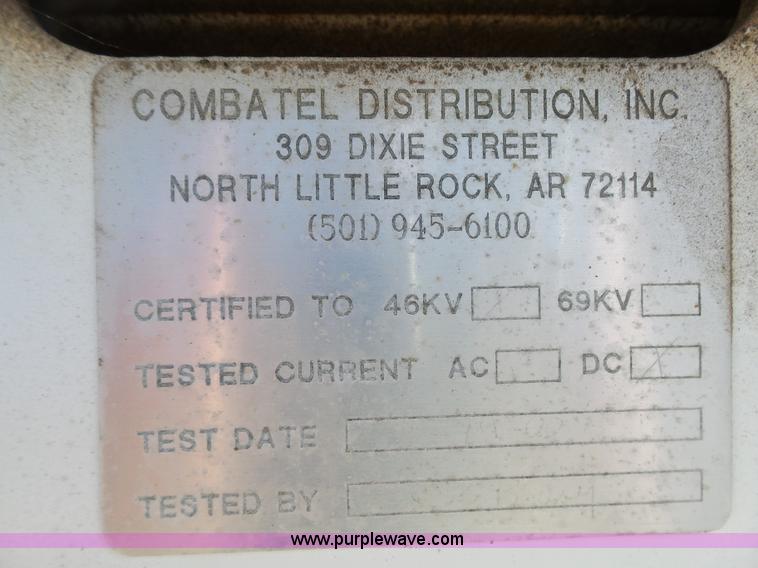 COMBATEL DISTRIBUTION, INC.
309 DIXIE STREET
NORTH LITTLE ROCK, AR 72114
(501) 945-6100
CERTIFIED TO 46KV 69KV
TESTED CURRENT AC DC X
TEST DATE
TESTED BY
www.purplewave.com